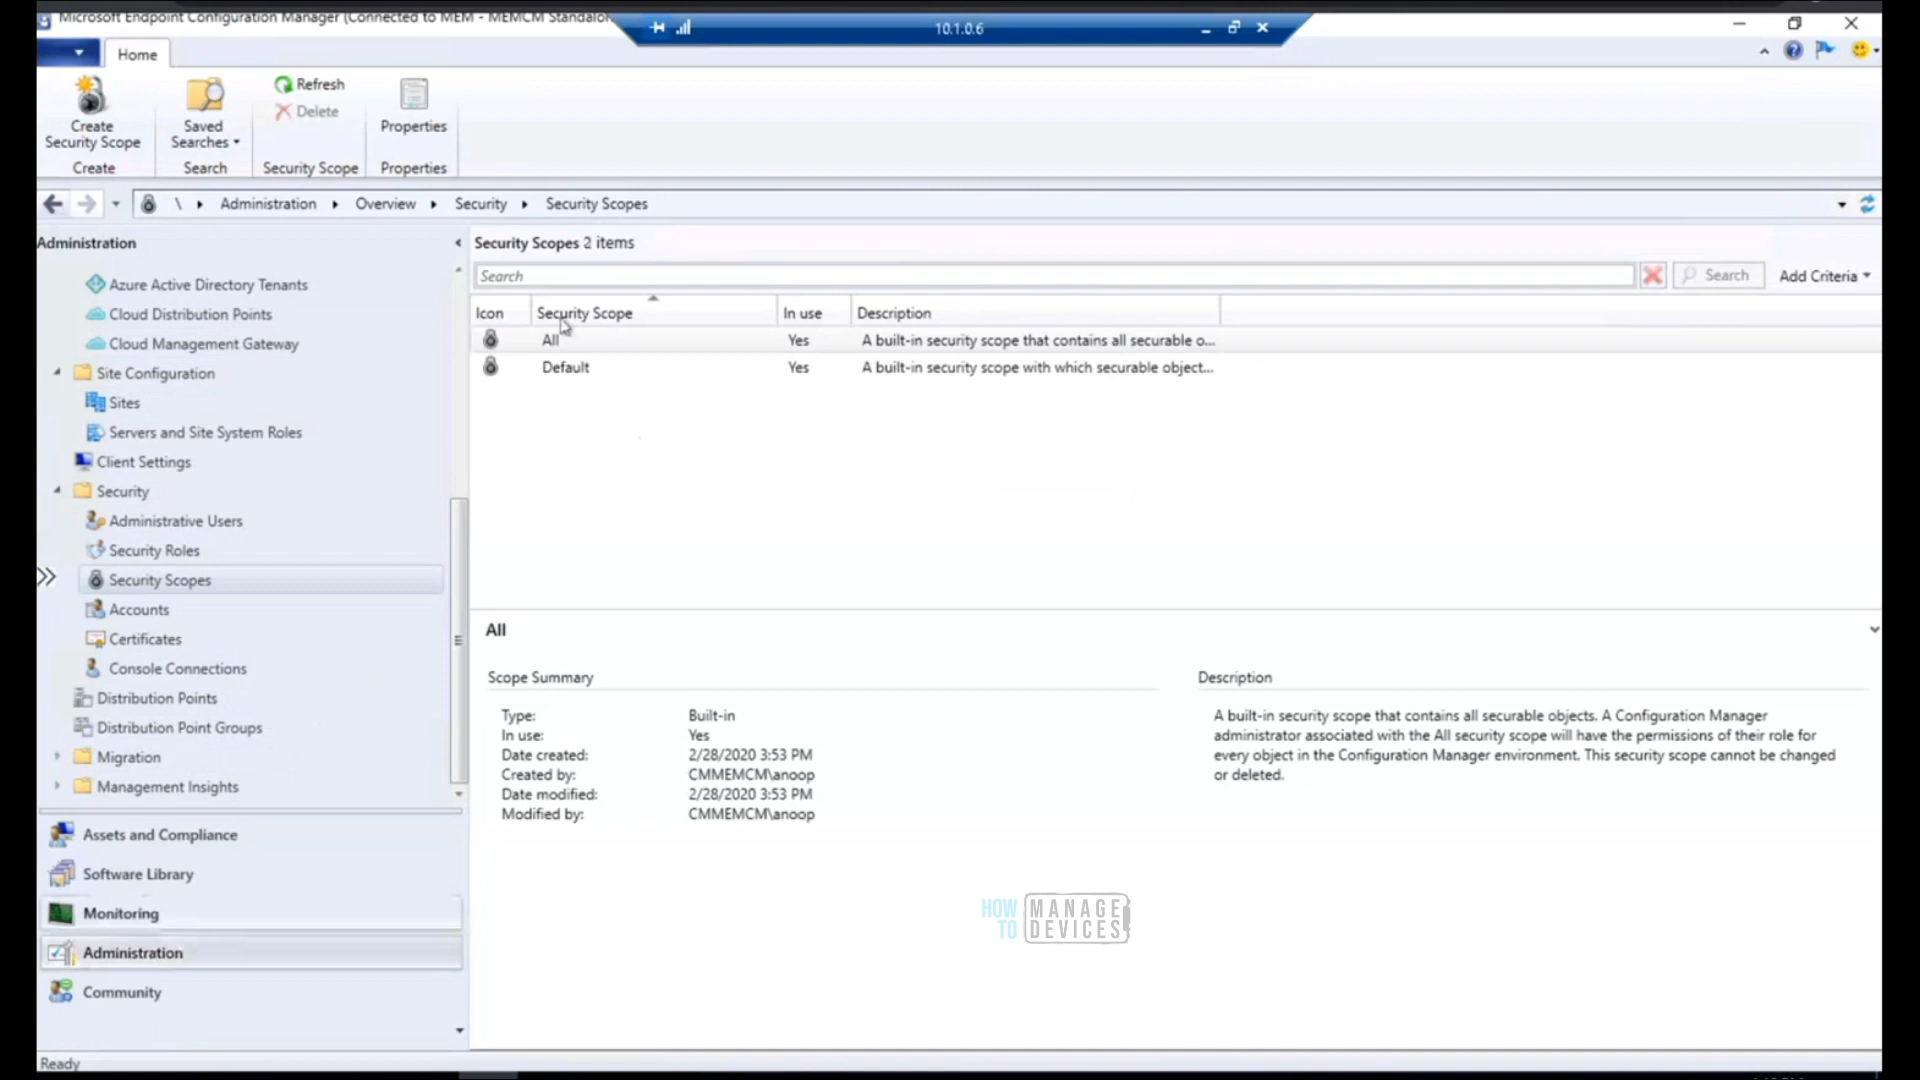 Microsoft Endpoint Configuration Manager (Connected to MEM - MEMCM Standalon
10.1.0.6
Home
Create Security Scope
Saved Searches
Refresh
Delete
Properties
Create
Search
Security Scope
Properties
\ Administration Overview Security Security Scopes
Administration
Azure Active Directory Tenants
Cloud Distribution Points
Cloud Management Gateway
Site Configuration
Sites
Servers and Site System Roles
Client Settings
Security
Administrative Users
Security Roles
Security Scopes
Accounts
Certificates
Console Connections
Distribution Points
Distribution Point Groups
Migration
Management Insights
Assets and Compliance
Software Library
Monitoring
Administration
Community
Security Scopes 2 items
Search
Search
Add Criteria
Icon Security Scope In use Description
All Yes A built-in security scope that contains all securable o...
Default Yes A built-in security scope with which securable object...
All
Scope Summary
Type: Built-in
In use: Yes
Date created: 2/28/2020 3:53 PM
Created by: CMMEMCM\anoop
Date modified: 2/28/2020 3:53 PM
Modified by: CMMEMCM\anoop
Description
A built-in security scope that contains all securable objects. A Configuration Manager
administrator associated with the All security scope will have the permissions of their role for
every object in the Configuration Manager environment. This security scope cannot be changed
or deleted.
HOW TO MANAGE DEVICES
Ready